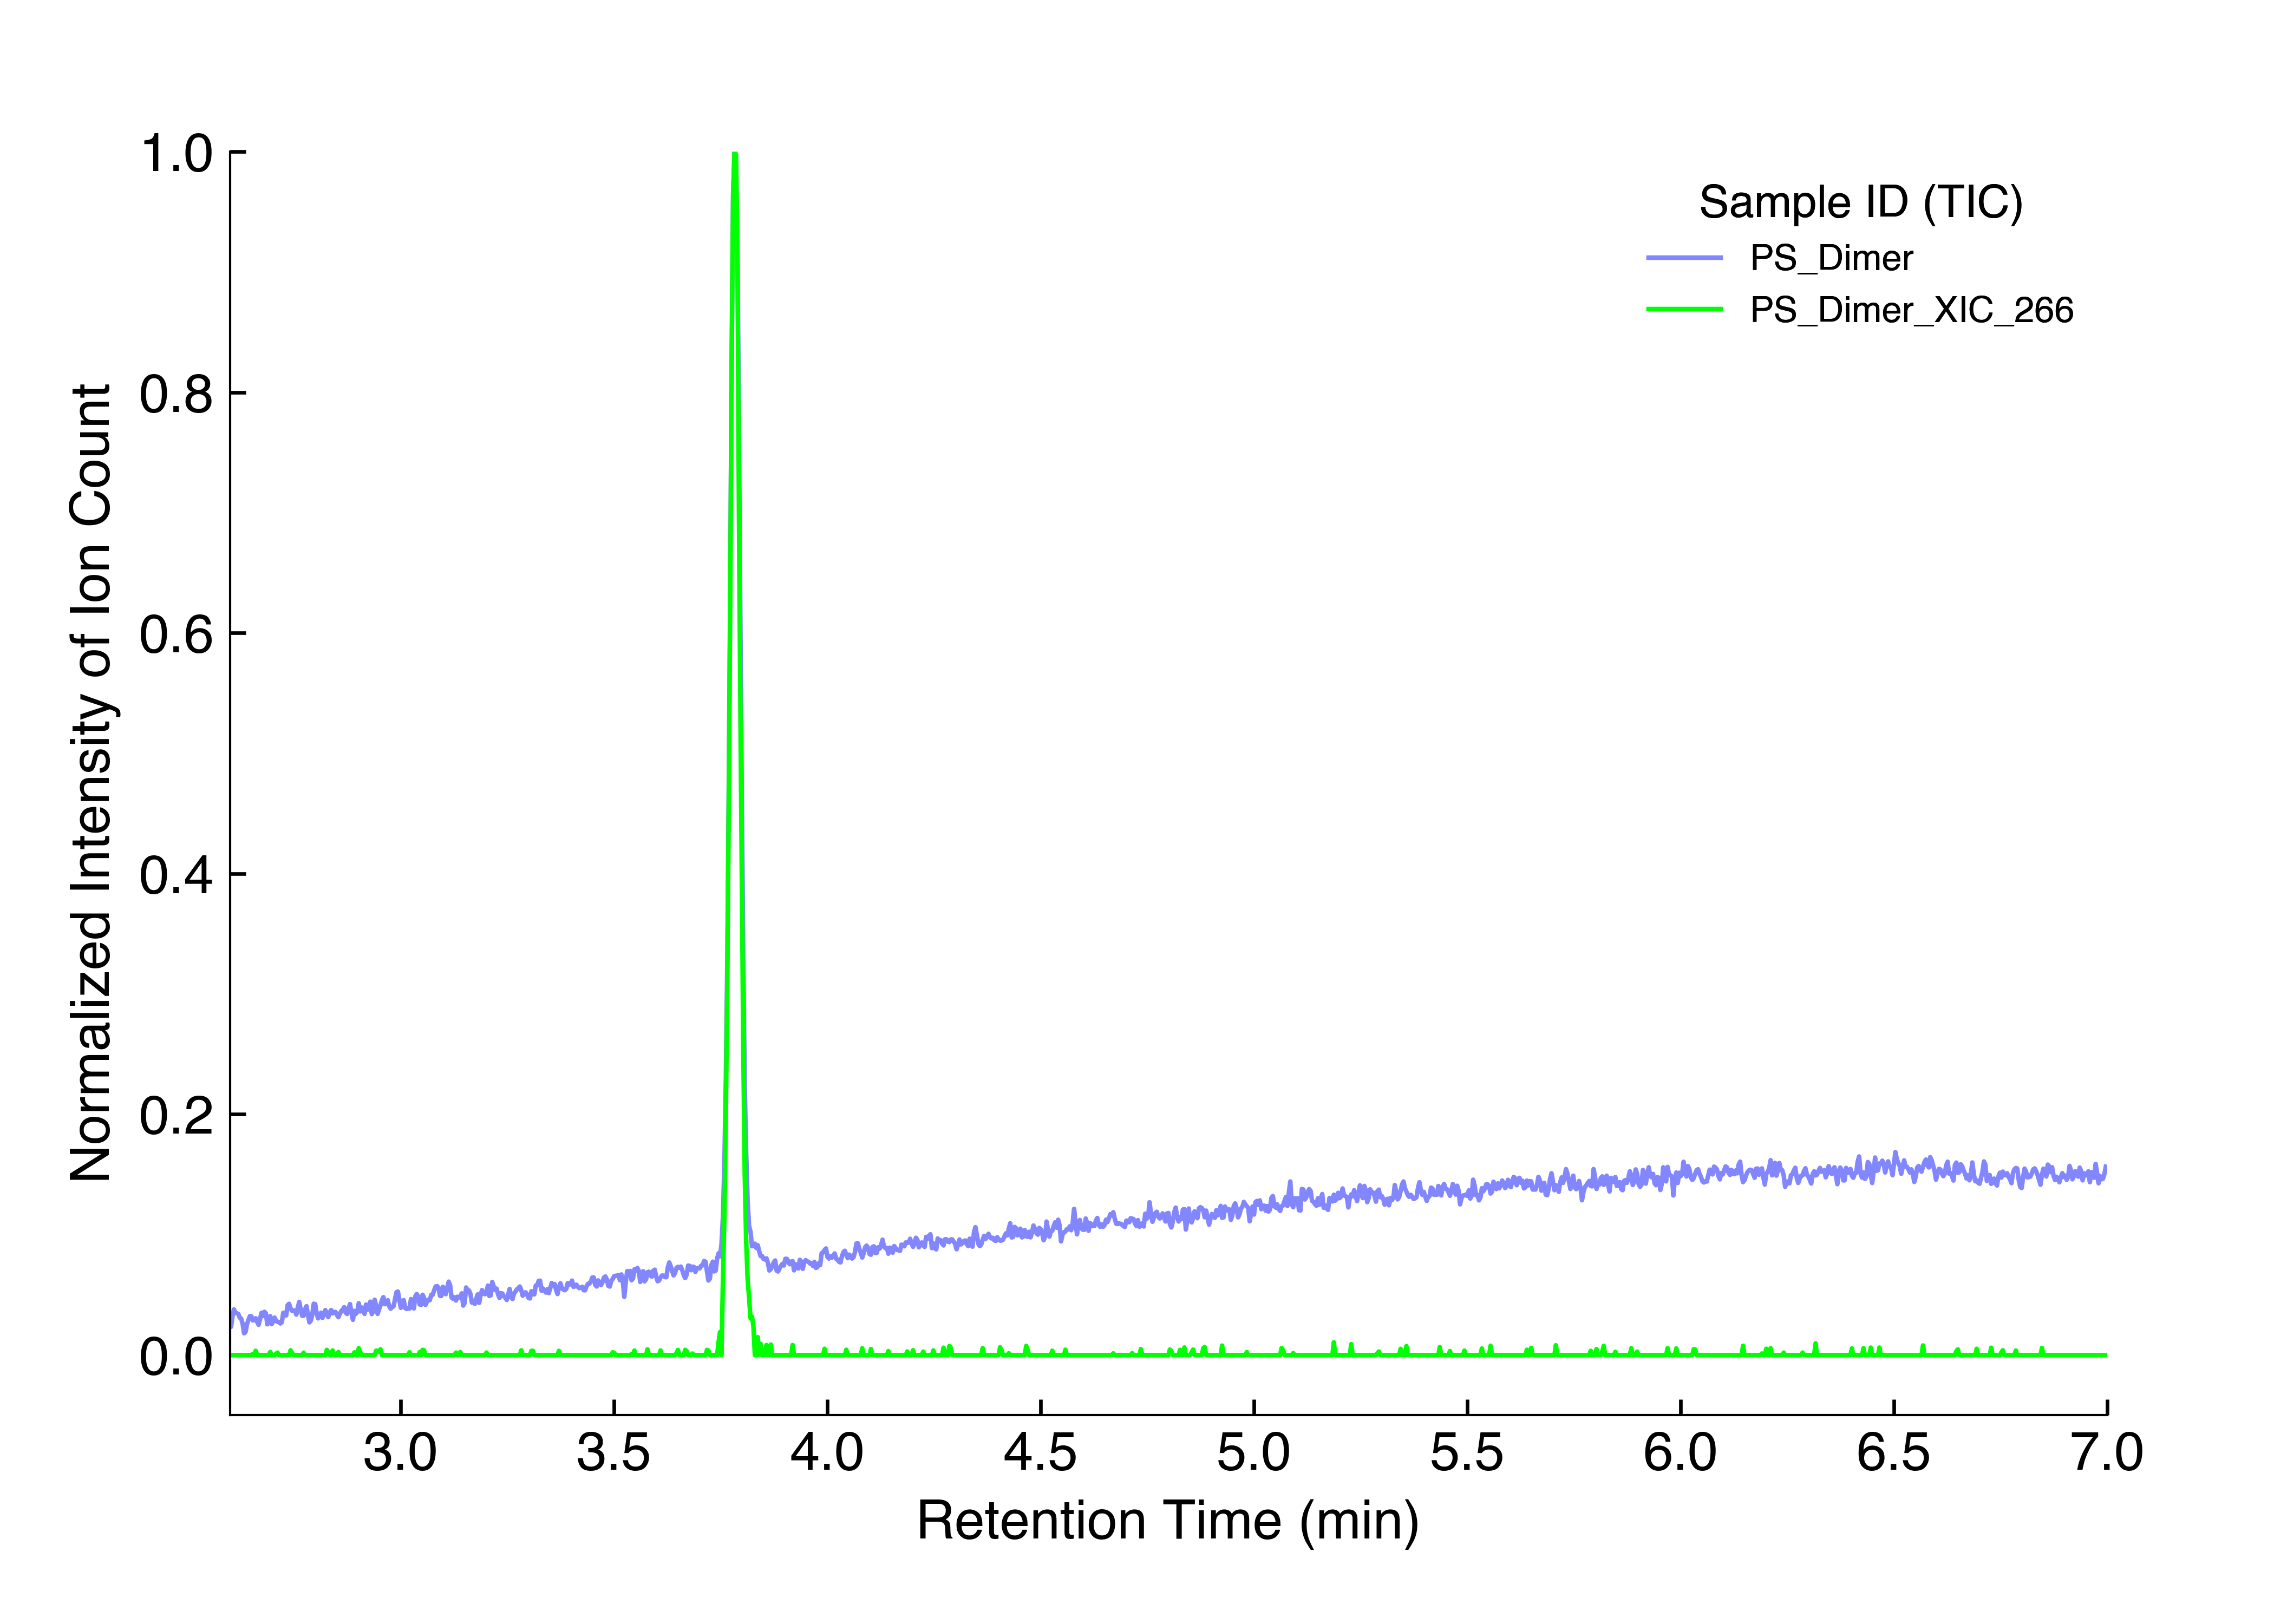 Normalized Intensity of Ion Count
1.0
0.8
0.6
0.4
0.2
0.0
Sample ID (TIC)
PS_Dimer
PS_Dimer_XIC_266
3.0 3.5 4.0 4.5 5.0 5.5 6.0 6.5 7.0
Retention Time (min)